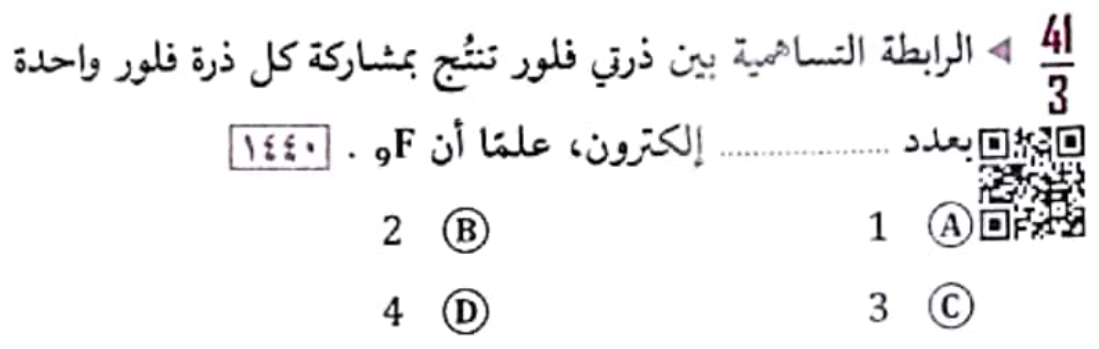 41
3
◄ الرابطة التساهمية بين ذرتي فلور تنتُج بمشاركة كل ذرة فلور واحدة
بعدد .................. إلكترون، علمًا أن ₉F . ١٤٤٠
A 1 B 2
C 3 D 4